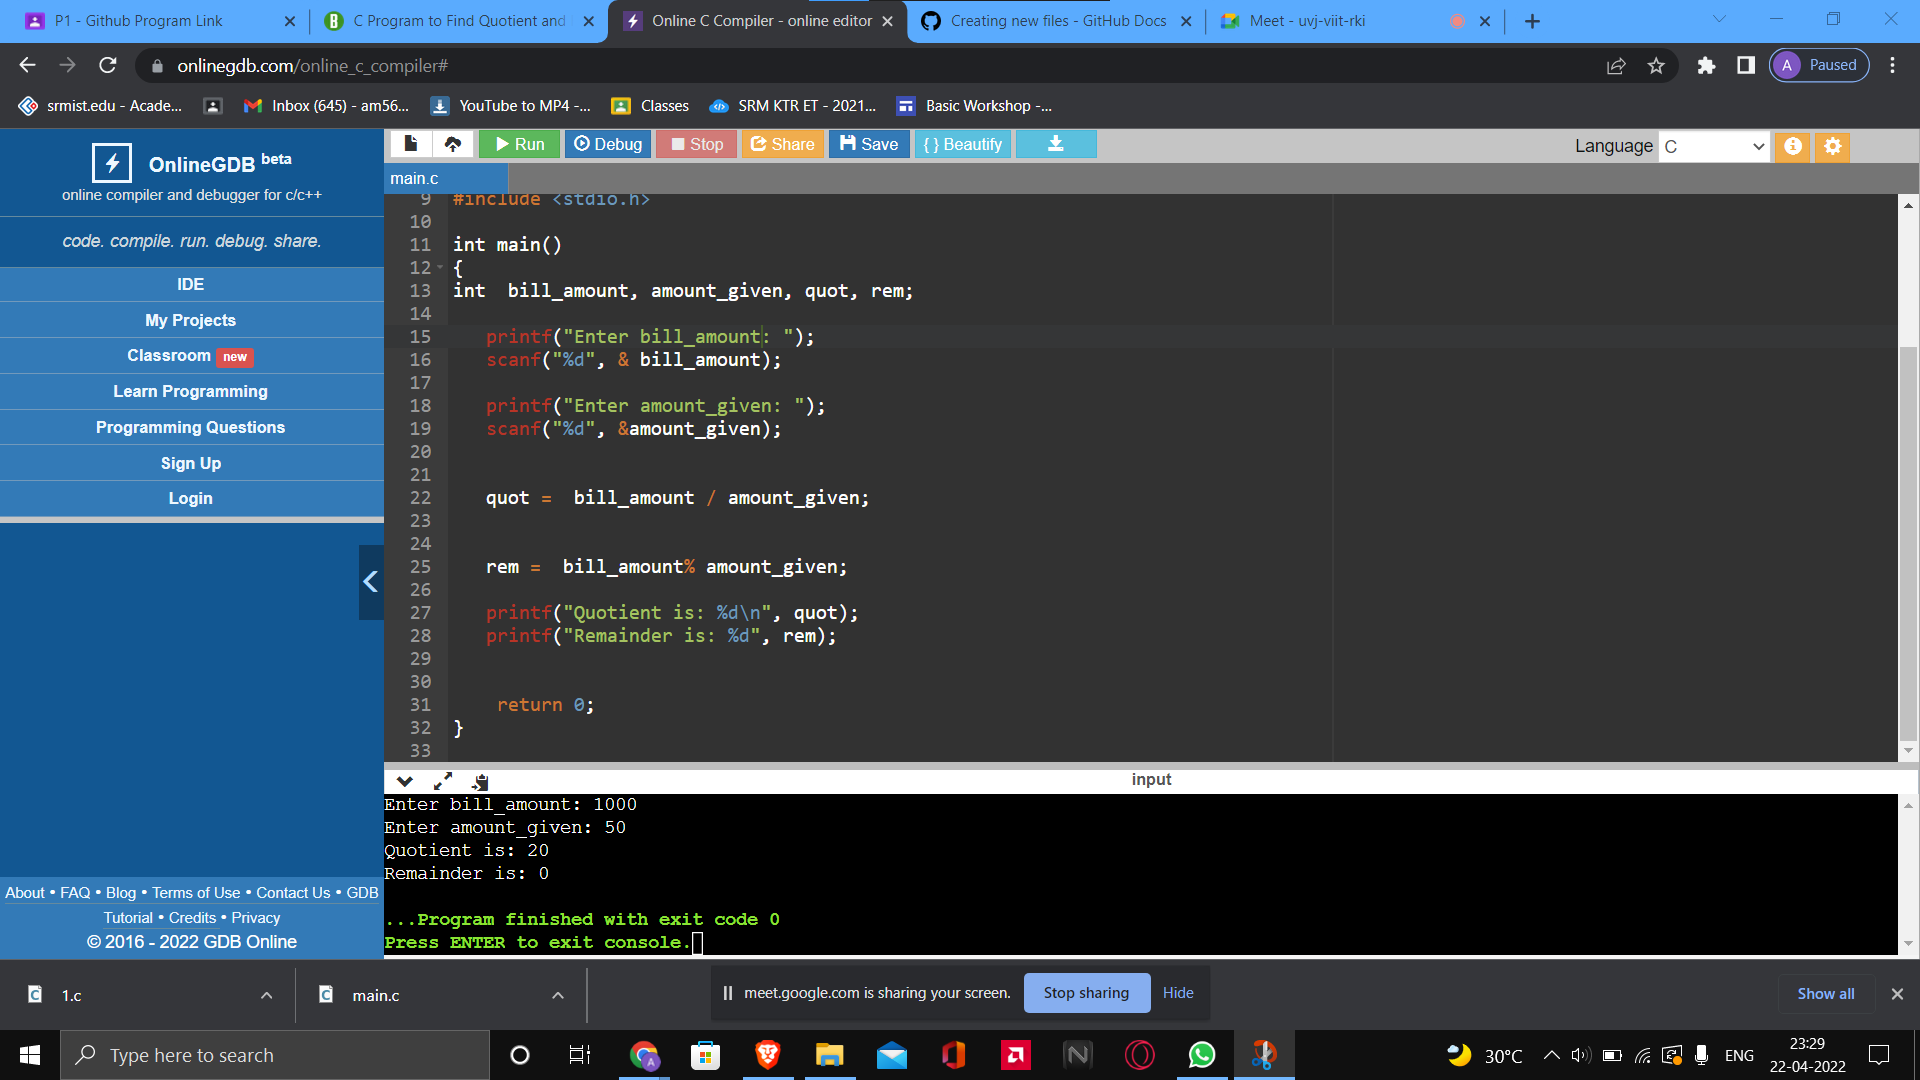 P1 - Github Program Link
C Program to Find Quotient and
Online C Compiler - online editor
Creating new files - GitHub Docs
Meet - uvj-viit-rki
onlinegdb.com/online_c_compiler#
A Paused
srmist.edu - Acade...
Inbox (645) - am56...
YouTube to MP4 -...
Classes
SRM KTR ET - 2021...
Basic Workshop -...
OnlineGDB beta
online compiler and debugger for c/c++
code. compile. run. debug. share.
IDE
My Projects
Classroom new
Learn Programming
Programming Questions
Sign Up
Login
About • FAQ • Blog • Terms of Use • Contact Us • GDB
Tutorial • Credits • Privacy
© 2016 - 2022 GDB Online
Run Debug Stop Share Save { } Beautify
Language C
main.c
9 #include <stdio.h>
10
11 int main()
12 {
13 int  bill_amount, amount_given, quot, rem;
14
15    printf("Enter bill_amount: ");
16    scanf("%d", & bill_amount);
17
18    printf("Enter amount_given: ");
19    scanf("%d", &amount_given);
20
21
22    quot =  bill_amount / amount_given;
23
24
25    rem =  bill_amount% amount_given;
26
27    printf("Quotient is: %d\n", quot);
28    printf("Remainder is: %d", rem);
29
30
31     return 0;
32 }
33
input
Enter bill_amount: 1000
Enter amount_given: 50
Quotient is: 20
Remainder is: 0
...Program finished with exit code 0
Press ENTER to exit console.
1.c
main.c
meet.google.com is sharing your screen.
Stop sharing
Hide
Show all
Type here to search
30°C
ENG
23:29
22-04-2022